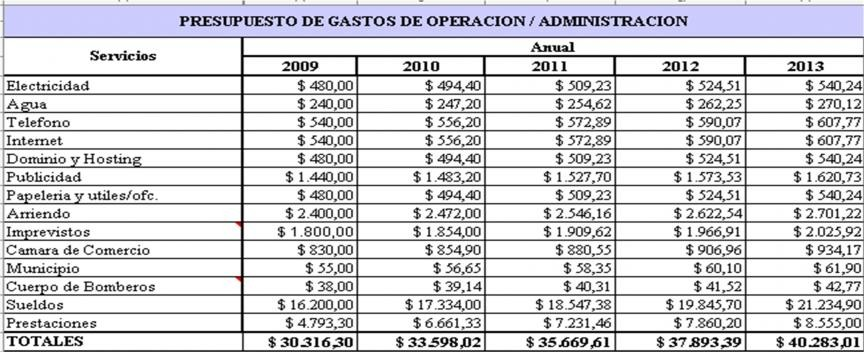 PRESUPUESTO DE GASTOS DE OPERACION / ADMINISTRACION
Servicios Anual
2009 2010 2011 2012 2013
Electricidad $ 480,00 $ 494,40 $ 509,23 $ 524,51 $ 540,24
Agua $ 240,00 $ 247,20 $ 254,62 $ 262,25 $ 270,12
Telefono $ 540,00 $ 556,20 $ 572,89 $ 590,07 $ 607,77
Internet $ 540,00 $ 556,20 $ 572,89 $ 590,07 $ 607,77
Dominio y Hosting $ 480,00 $ 494,40 $ 509,23 $ 524,51 $ 540,24
Publicidad $ 1.440,00 $ 1.483,20 $ 1.527,70 $ 1.573,53 $ 1.620,73
Papeleria y utiles/ofc. $ 480,00 $ 494,40 $ 509,23 $ 524,51 $ 540,24
Arriendo $ 2.400,00 $ 2.472,00 $ 2.546,16 $ 2.622,54 $ 2.701,22
Imprevistos $ 1.800,00 $ 1.854,00 $ 1.909,62 $ 1.966,91 $ 2.025,92
Camara de Comercio $ 830,00 $ 854,90 $ 880,55 $ 906,96 $ 934,17
Municipio $ 55,00 $ 56,65 $ 58,35 $ 60,10 $ 61,90
Cuerpo de Bomberos $ 38,00 $ 39,14 $ 40,31 $ 41,52 $ 42,77
Sueldos $ 16.200,00 $ 17.334,00 $ 18.547,38 $ 19.845,70 $ 21.234,90
Prestaciones $ 4.793,30 $ 6.661,33 $ 7.231,46 $ 7.860,20 $ 8.555,00
TOTALES $ 30.316,30 $ 33.598,02 $ 35.669,61 $ 37.893,39 $ 40.283,01